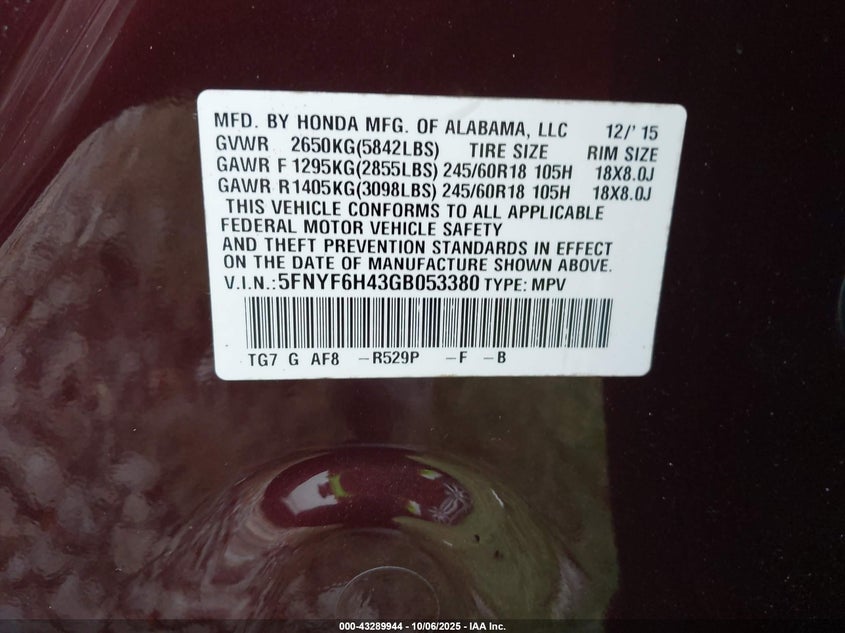 MFD. BY HONDA MFG. OF ALABAMA, LLC 12/' 15
GVWR 2650KG(5842LBS) TIRE SIZE RIM SIZE
GAWR F 1295KG(2855LBS) 245/60R18 105H 18X8.0J
GAWR R 1405KG(3098LBS) 245/60R18 105H 18X8.0J
THIS VEHICLE CONFORMS TO ALL APPLICABLE
FEDERAL MOTOR VEHICLE SAFETY
AND THEFT PREVENTION STANDARDS IN EFFECT
ON THE DATE OF MANUFACTURE SHOWN ABOVE.
V.I.N.:5FNYF6H43GB053380 TYPE: MPV
TG7 G AF8 -R529P -F -B
000-43289944 - 10/06/2025 - IAA Inc.